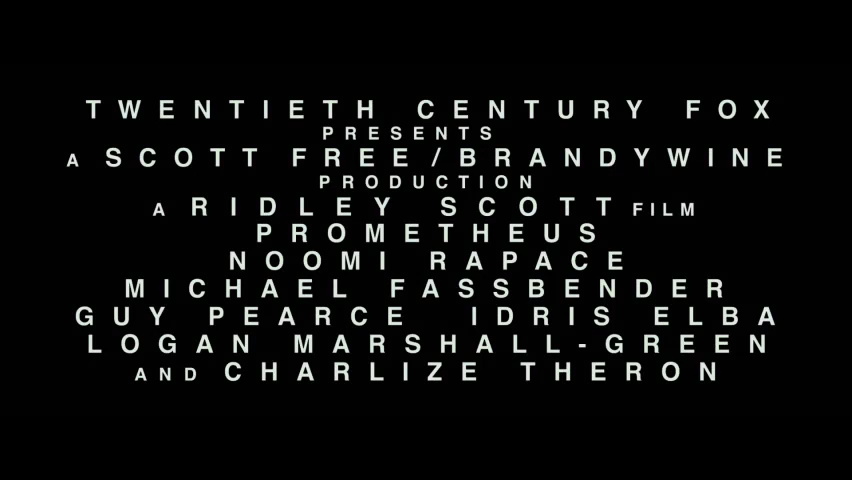 TWENTIETH CENTURY FOX
PRESENTS
A SCOTT FREE/BRANDYWINE
PRODUCTION
A RIDLEY SCOTT FILM
PROMETHEUS
NOOMI RAPACE
MICHAEL FASSBENDER
GUY PEARCE IDRIS ELBA
LOGAN MARSHALL-GREEN
AND CHARLIZE THERON